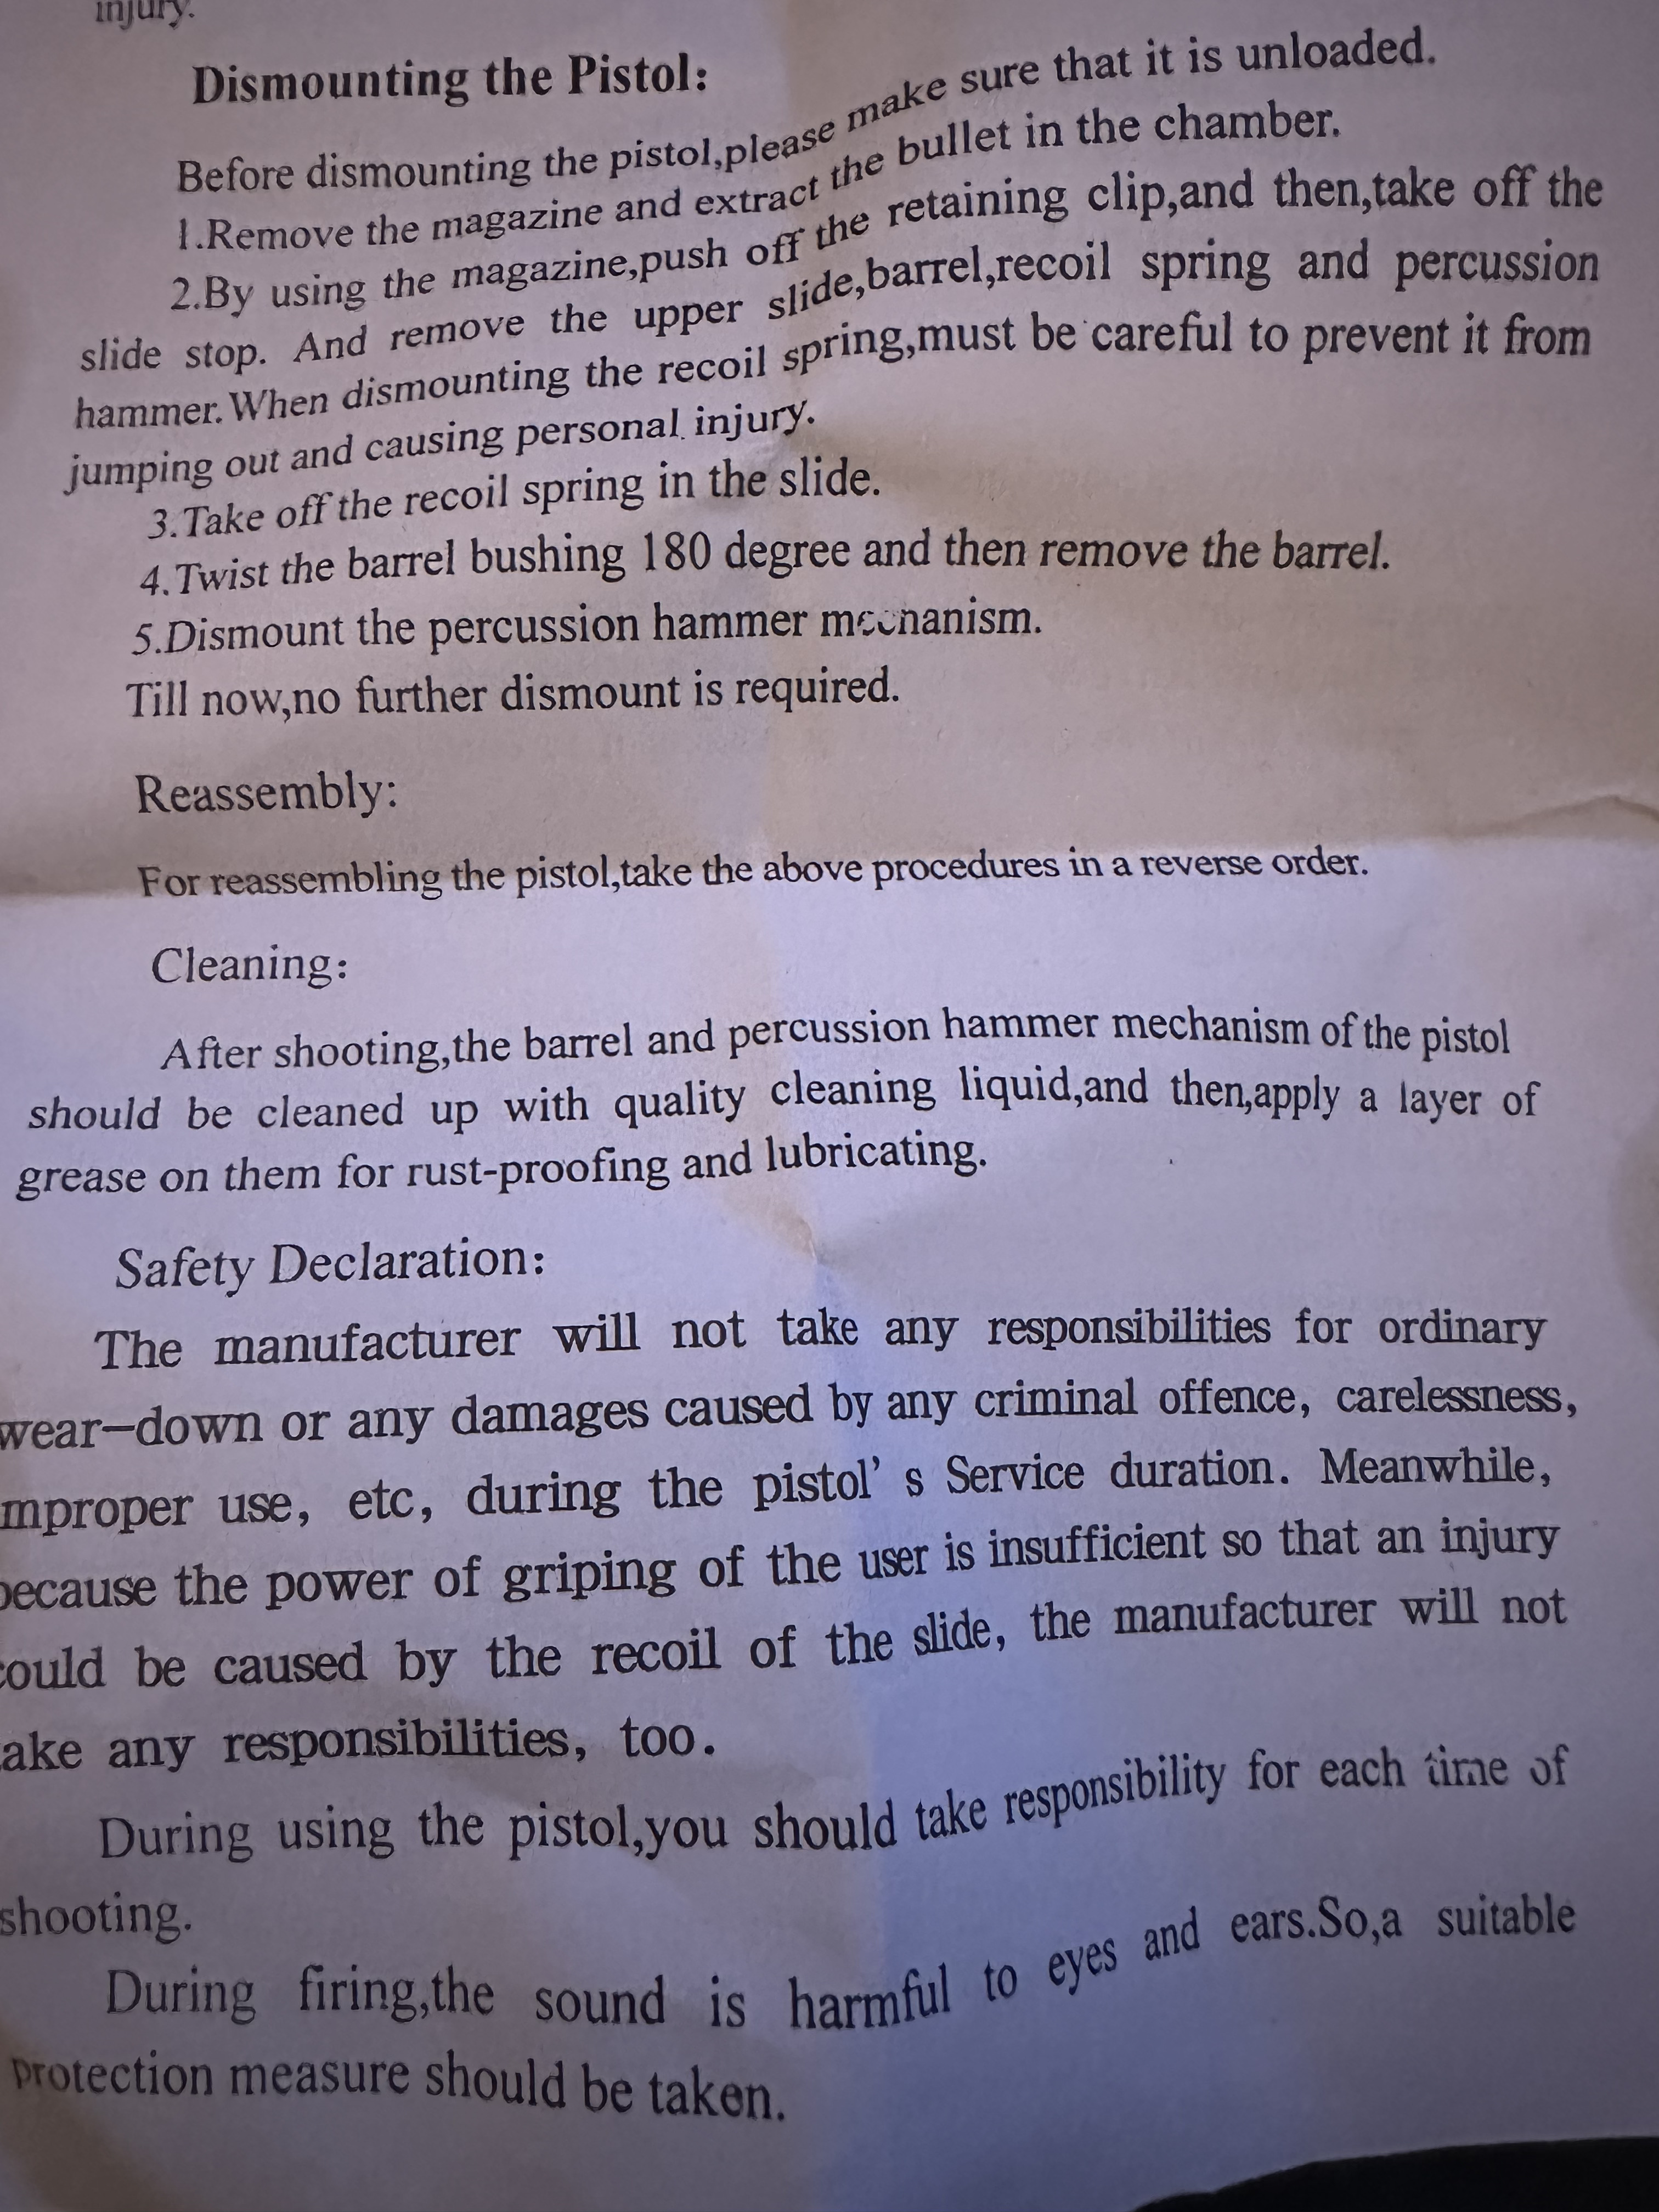 injury.
Dismounting the Pistol:
Before dismounting the pistol,please make sure that it is unloaded.
1.Remove the magazine and extract the bullet in the chamber.
2.By using the magazine,push off the retaining clip,and then,take off the
slide stop. And remove the upper slide,barrel,recoil spring and percussion
hammer.When dismounting the recoil spring,must be careful to prevent it from
jumping out and causing personal injury.
3.Take off the recoil spring in the slide.
4.Twist the barrel bushing 180 degree and then remove the barrel.
5.Dismount the percussion hammer mechanism.
Till now,no further dismount is required.
Reassembly:
For reassembling the pistol,take the above procedures in a reverse order.
Cleaning:
After shooting,the barrel and percussion hammer mechanism of the pistol
should be cleaned up with quality cleaning liquid,and then,apply a layer of
grease on them for rust-proofing and lubricating.
Safety Declaration:
The manufacturer will not take any responsibilities for ordinary
wear-down or any damages caused by any criminal offence, carelessness,
mproper use, etc, during the pistol' s Service duration. Meanwhile,
because the power of griping of the user is insufficient so that an injury
could be caused by the recoil of the slide, the manufacturer will not
take any responsibilities, too.
During using the pistol,you should take responsibility for each time of
shooting.
During firing,the sound is harmful to eyes and ears.So,a suitable
protection measure should be taken.